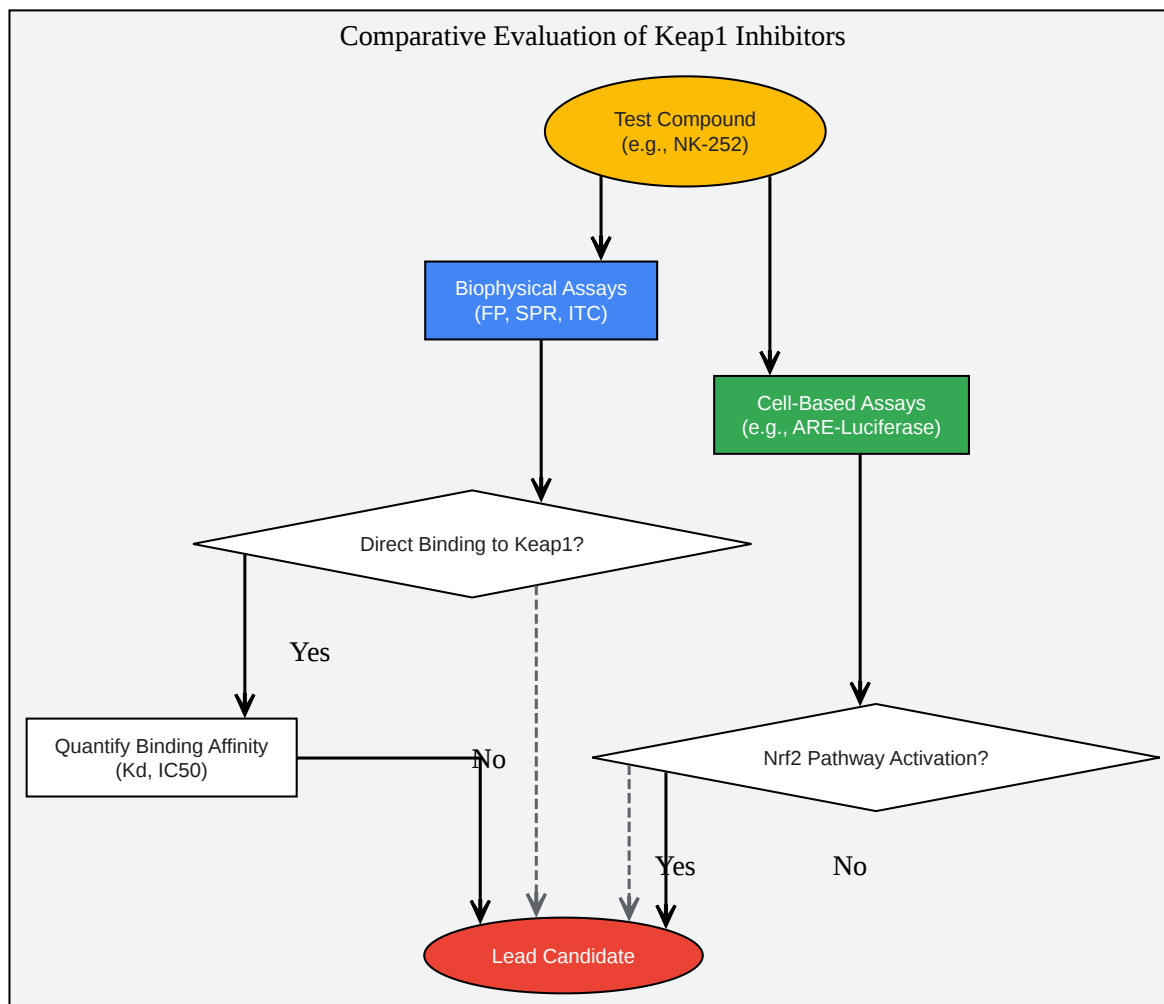 Comparative Evaluation of Keap1 Inhibitors
Test Compound
(e.g., NK-252)
Biophysical Assays
(FP, SPR, ITC)
Cell-Based Assays
(e.g., ARE-Luciferase)
Direct Binding to Keap1?
Yes
Quantify Binding Affinity
(Kd, IC50)
No
Nrf2 Pathway Activation?
Yes
No
Lead Candidate